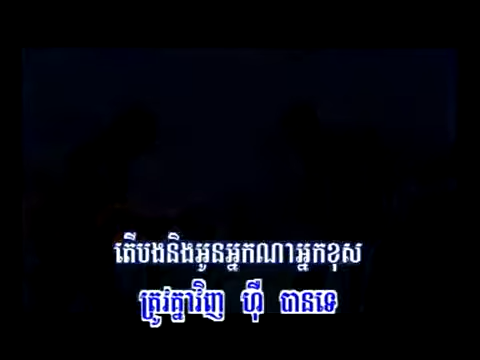 តើបងនិងអូនអ្នកណាអ្នកខុស
ត្រូវគ្នាវិញ ហ៊ឺ បានទេ